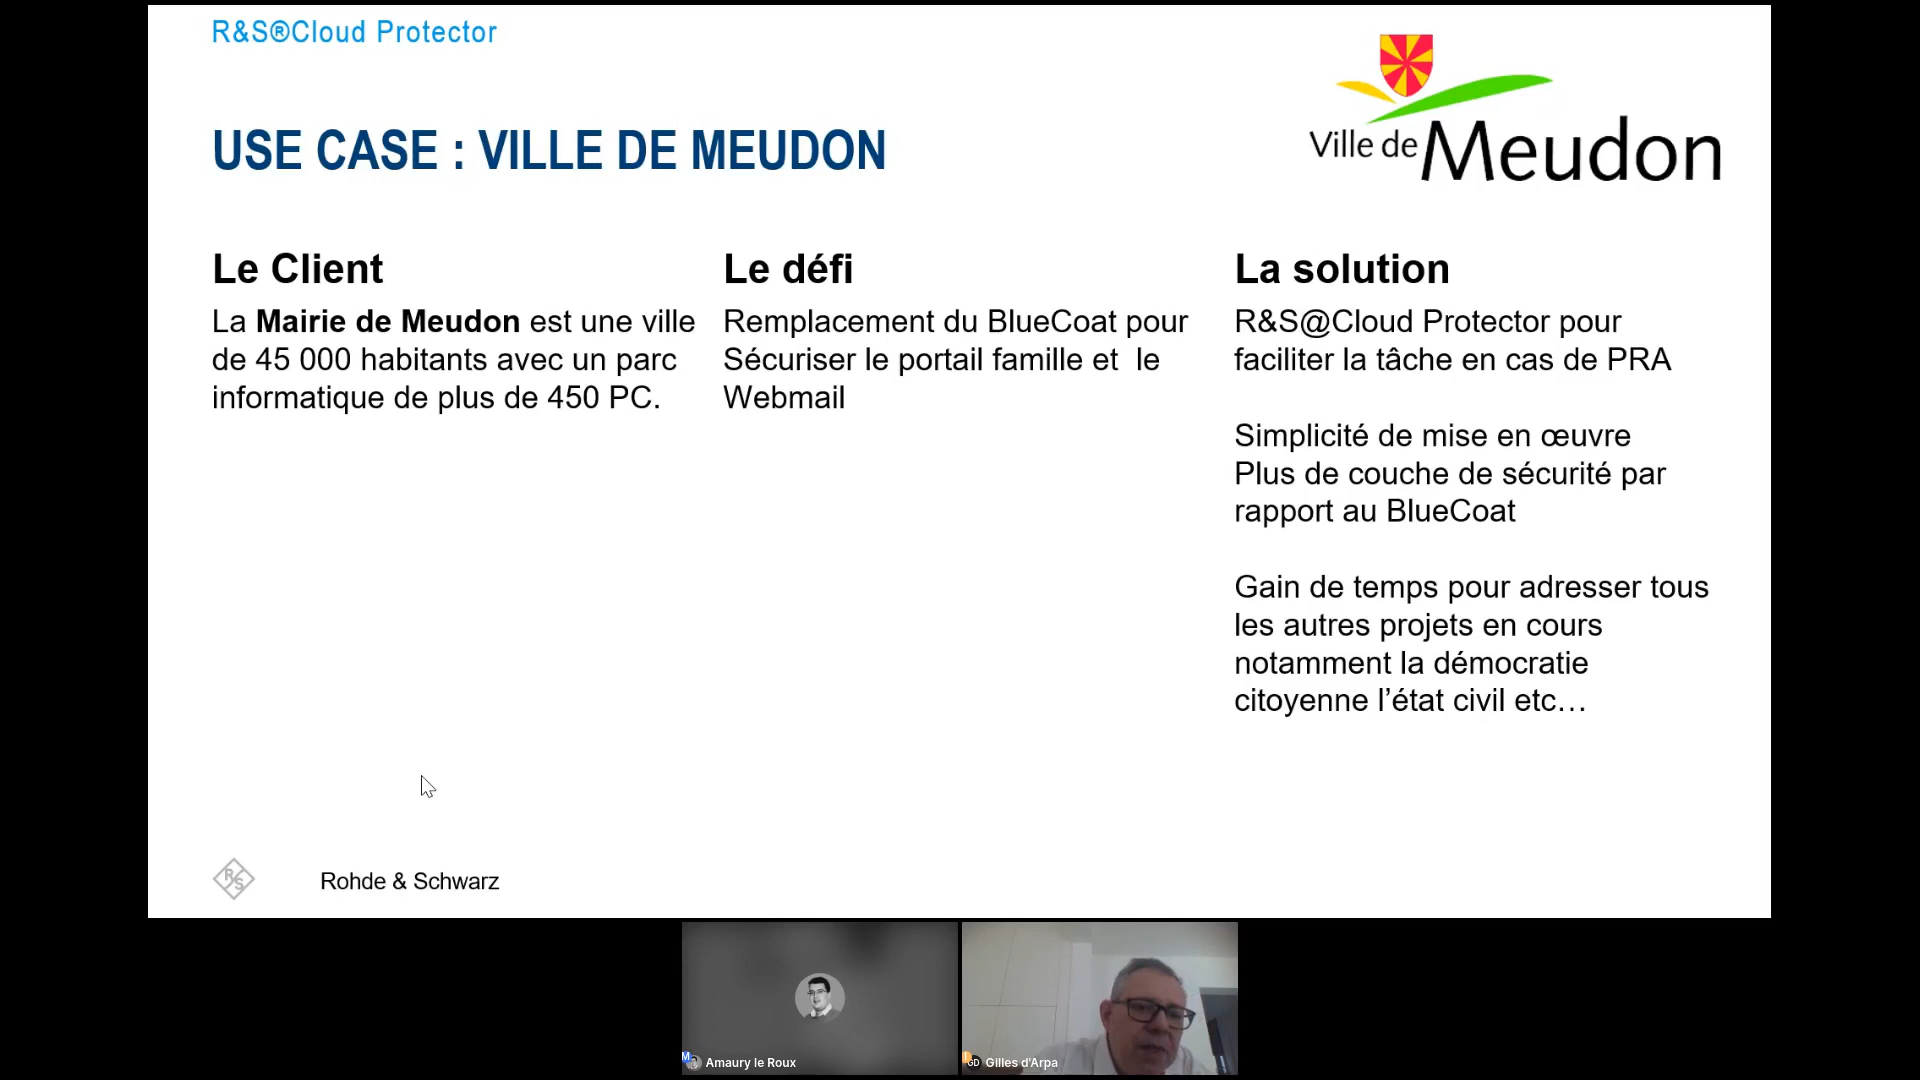 R&S®Cloud Protector
USE CASE : VILLE DE MEUDON
Ville de Meudon
Le Client
La Mairie de Meudon est une ville
de 45 000 habitants avec un parc
informatique de plus de 450 PC.
Le défi
Remplacement du BlueCoat pour
Sécuriser le portail famille et  le
Webmail
La solution
R&S@Cloud Protector pour
faciliter la tâche en cas de PRA
Simplicité de mise en œuvre
Plus de couche de sécurité par
rapport au BlueCoat
Gain de temps pour adresser tous
les autres projets en cours
notamment la démocratie
citoyenne l’état civil etc…
R&S
Rohde & Schwarz
M Amaury le Roux
GD Gilles d'Arpa